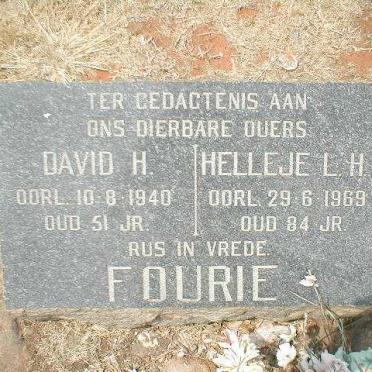 TER GEDACTENIS AAN
ONS DIERBARE OUERS
DAVID H. HELLEJE L.H.
OORL. 10-8-1940 OORL. 29-6-1969
OUD 51 JR. OUD 84 JR.
RUS IN VREDE.
FOURIE